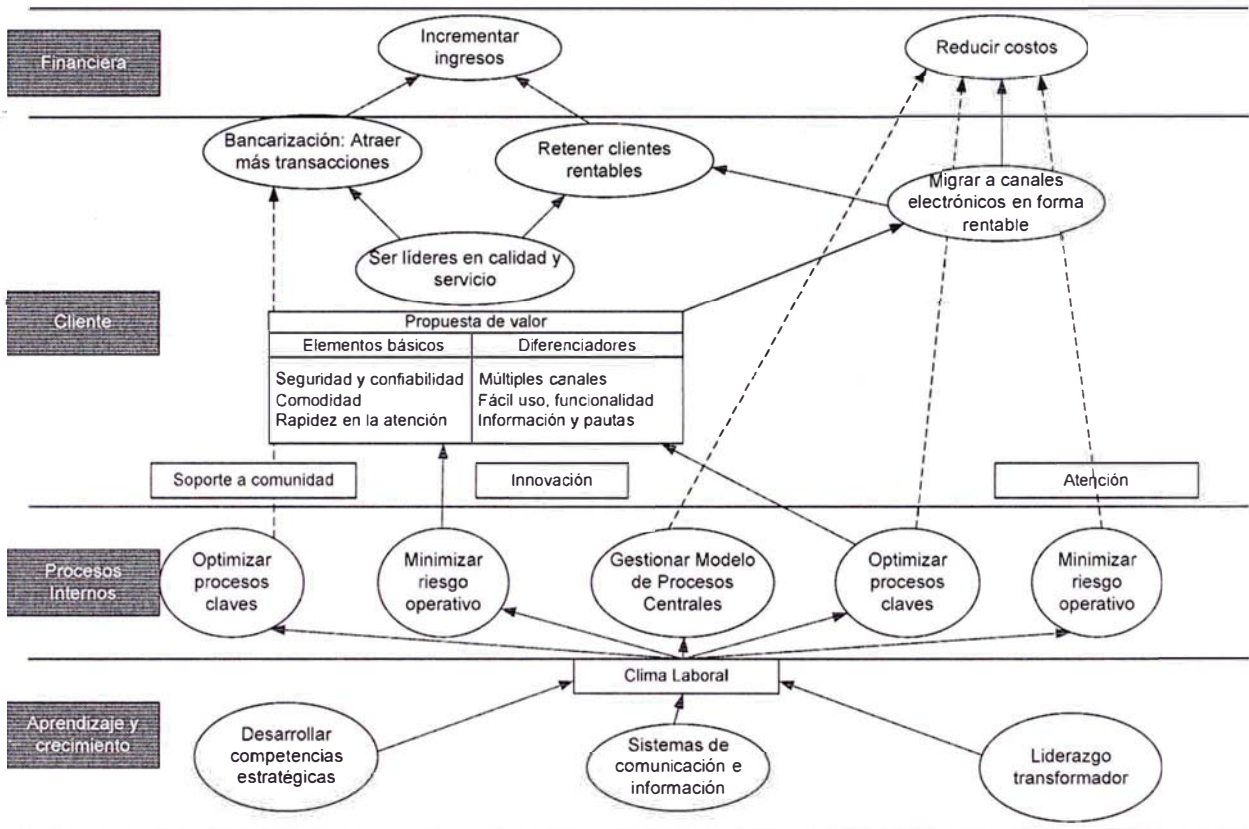 Financiera
Incrementar
ingresos
Reducir costos
Bancarización: Atraer
más transacciones
Retener clientes
rentables
Migrar a canales
electrónicos en forma
rentable
Ser líderes en calidad y
servicio
Cliente
Propuesta de valor
Elementos básicos
Diferenciadores
Seguridad y confiabilidad
Comodidad
Rapidez en la atención
Múltiples canales
Fácil uso, funcionalidad
Información y pautas
Soporte a comunidad
Innovación
Atención
Procesos
Internos
Optimizar
procesos
claves
Minimizar
riesgo
operativo
Gestionar Modelo
de Procesos
Centrales
Optimizar
procesos
claves
Minimizar
riesgo
operativo
Clima Laboral
Aprendizaje y
crecimiento
Desarrollar
competencias
estratégicas
Sistemas de
comunicación e
información
Liderazgo
transformador